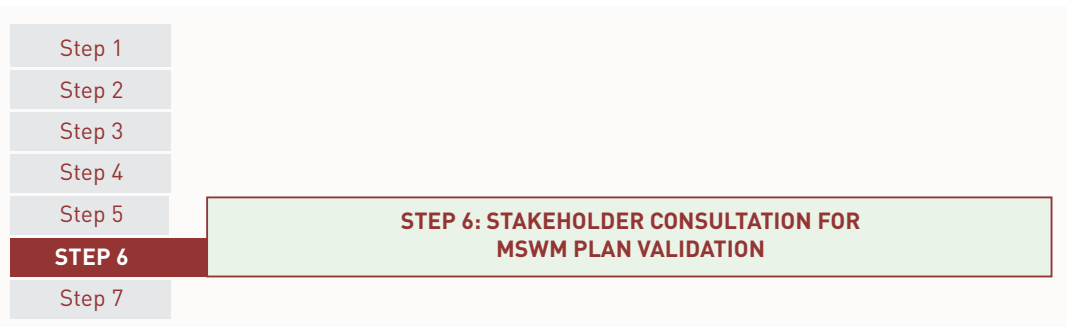 Step 1
Step 2
Step 3
Step 4
Step 5
STEP 6
Step 7
STEP 6: STAKEHOLDER CONSULTATION FOR
MSWM PLAN VALIDATION